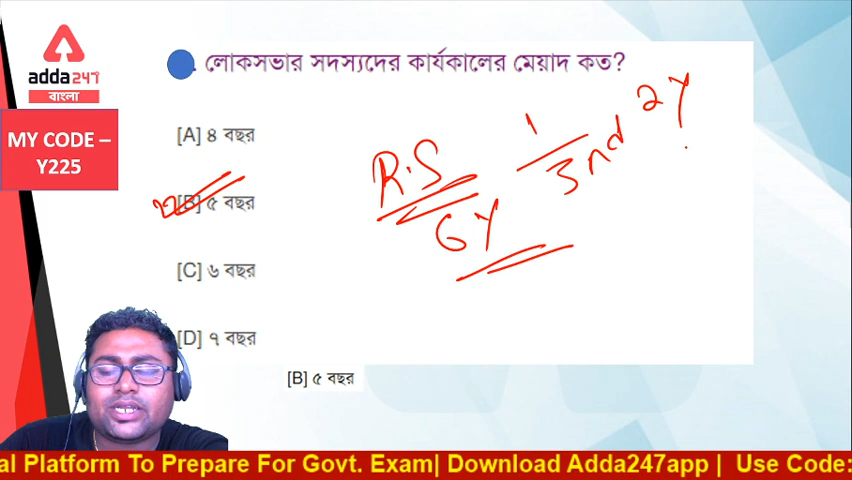 adda247
বাংলা
MY CODE –
Y225
লোকসভার সদস্যদের কার্যকালের মেয়াদ কত?
[A] ৪ বছর
[B] ৫ বছর
[C] ৬ বছর
[D] ৭ বছর
R.S
6Y
1/3nd 2Y
[B] ৫ বছর
al Platform To Prepare For Govt. Exam| Download Adda247app | Use Code: